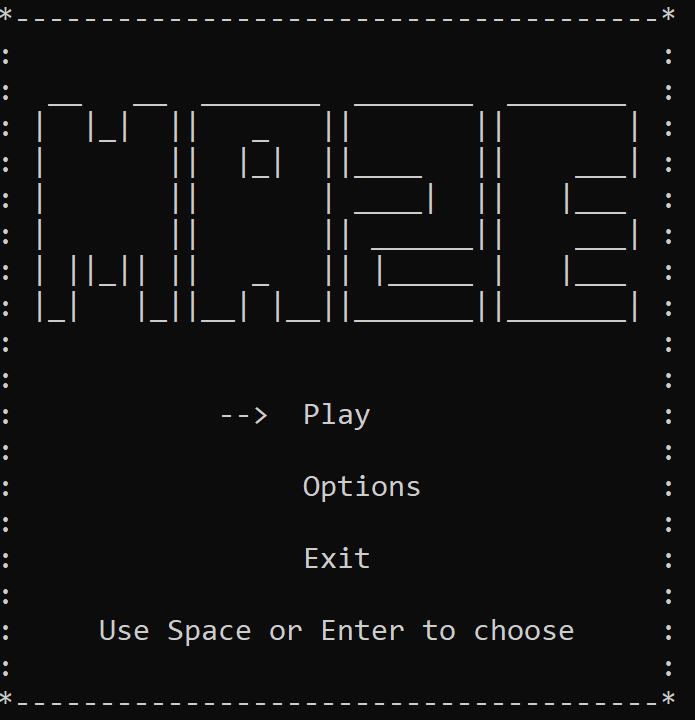 MAZE
--> Play
Options
Exit
Use Space or Enter to choose